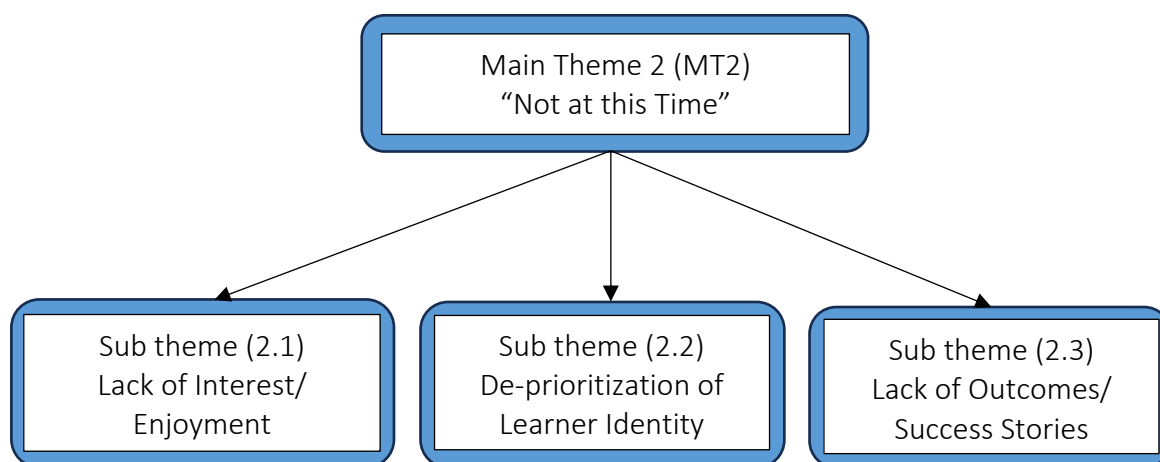 Main Theme 2 (MT2)
“Not at this Time”
Sub theme (2.1)
Lack of Interest/
Enjoyment
Sub theme (2.2)
De-prioritization of
Learner Identity
Sub theme (2.3)
Lack of Outcomes/
Success Stories